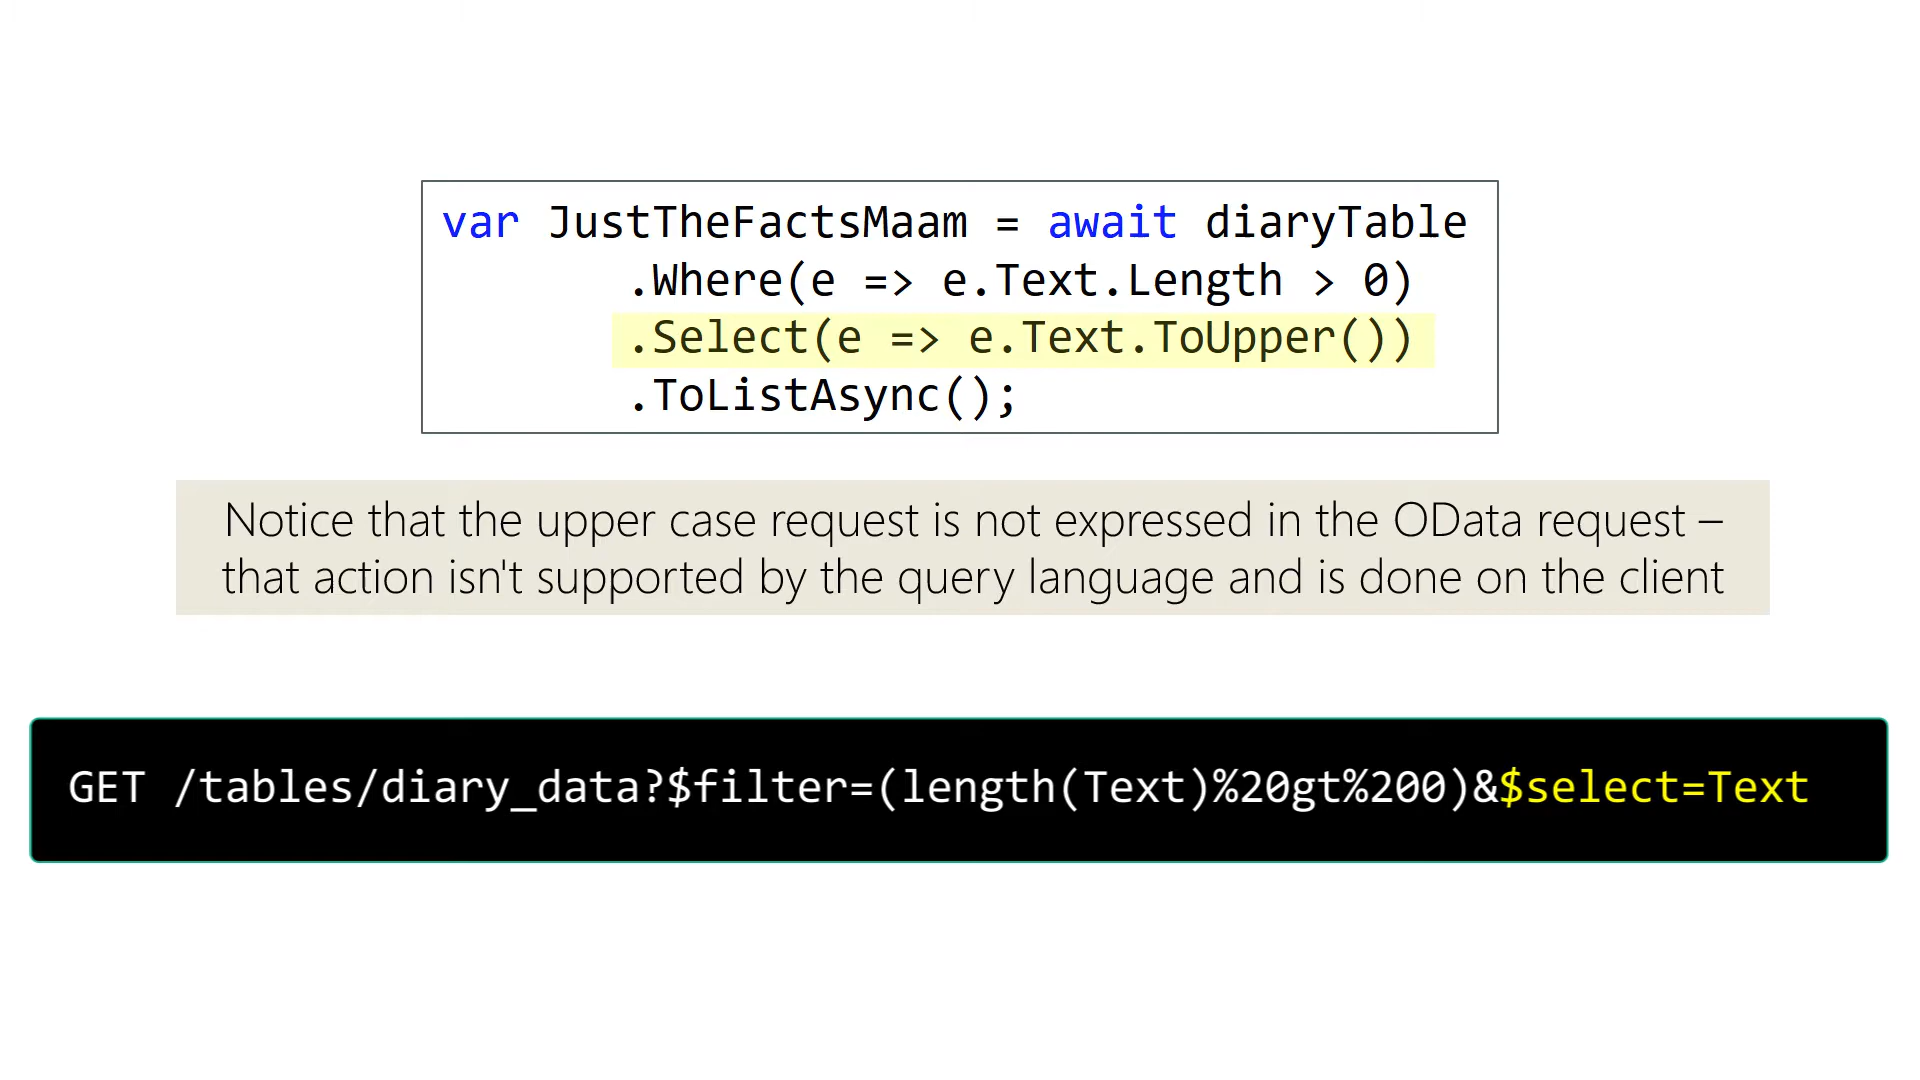 var JustTheFactsMaam = await diaryTable
.Where(e => e.Text.Length > 0)
.Select(e => e.Text.ToUpper())
.ToListAsync();
Notice that the upper case request is not expressed in the OData request –
that action isn't supported by the query language and is done on the client
GET /tables/diary_data?$filter=(length(Text)%20gt%200)&$select=Text